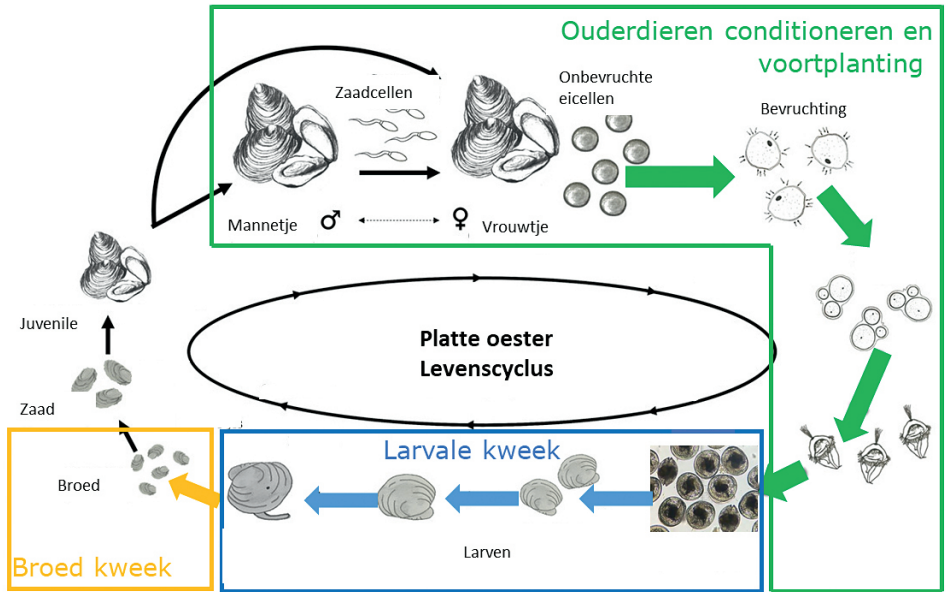 Ouderdieren conditioneren en
voortplanting
Zaadcellen
Onbevruchte
eicellen
Bevruchting
Mannetje ♂ ♀ Vrouwtje
Juvenile
Platte oester
Levenscyclus
Zaad
Larvale kweek
Broed
Larven
Broed kweek